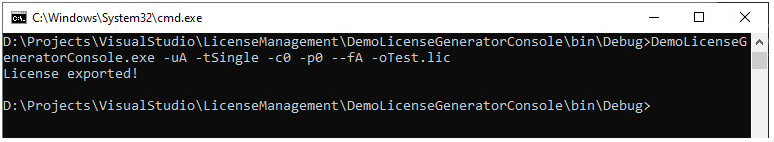 C:\Windows\System32\cmd.exe
D:\Projects\VisualStudio\LicenseManagement\DemoLicenseGeneratorConsole\bin\Debug>DemoLicenseG
eneratorConsole.exe -uA -tSingle -c0 -p0 --fA -oTest.lic
License exported!
D:\Projects\VisualStudio\LicenseManagement\DemoLicenseGeneratorConsole\bin\Debug>